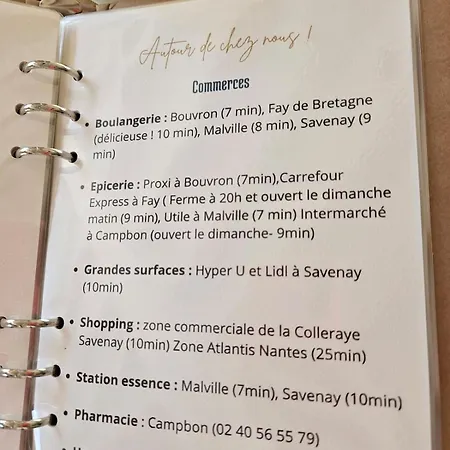 Autour de chez nous !
Commerces
• Boulangerie : Bouvron (7 min), Fay de Bretagne
(délicieuse ! 10 min), Malville (8 min), Savenay (9
min)
• Epicerie : Proxi à Bouvron (7min),Carrefour
Express à Fay ( Ferme à 20h et ouvert le dimanche
matin (9 min), Utile à Malville (7 min) Intermarché
à Campbon (ouvert le dimanche- 9min)
• Grandes surfaces : Hyper U et Lidl à Savenay
(10min)
• Shopping : zone commerciale de la Colleraye
Savenay (10min) Zone Atlantis Nantes (25min)
• Station essence : Malville (7min), Savenay (10min)
• Pharmacie : Campbon (02 40 56 55 79)